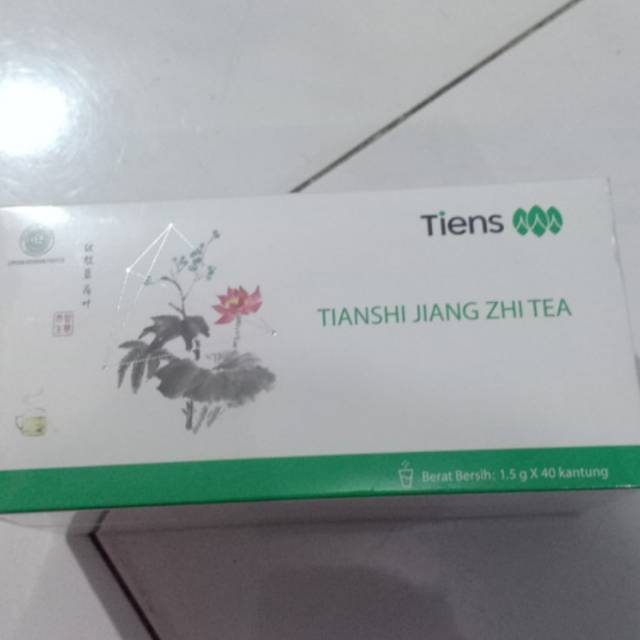 Tiens
TIANSHI JIANG ZHI TEA
Berat Bersih: 1.5 g X 40 kantung